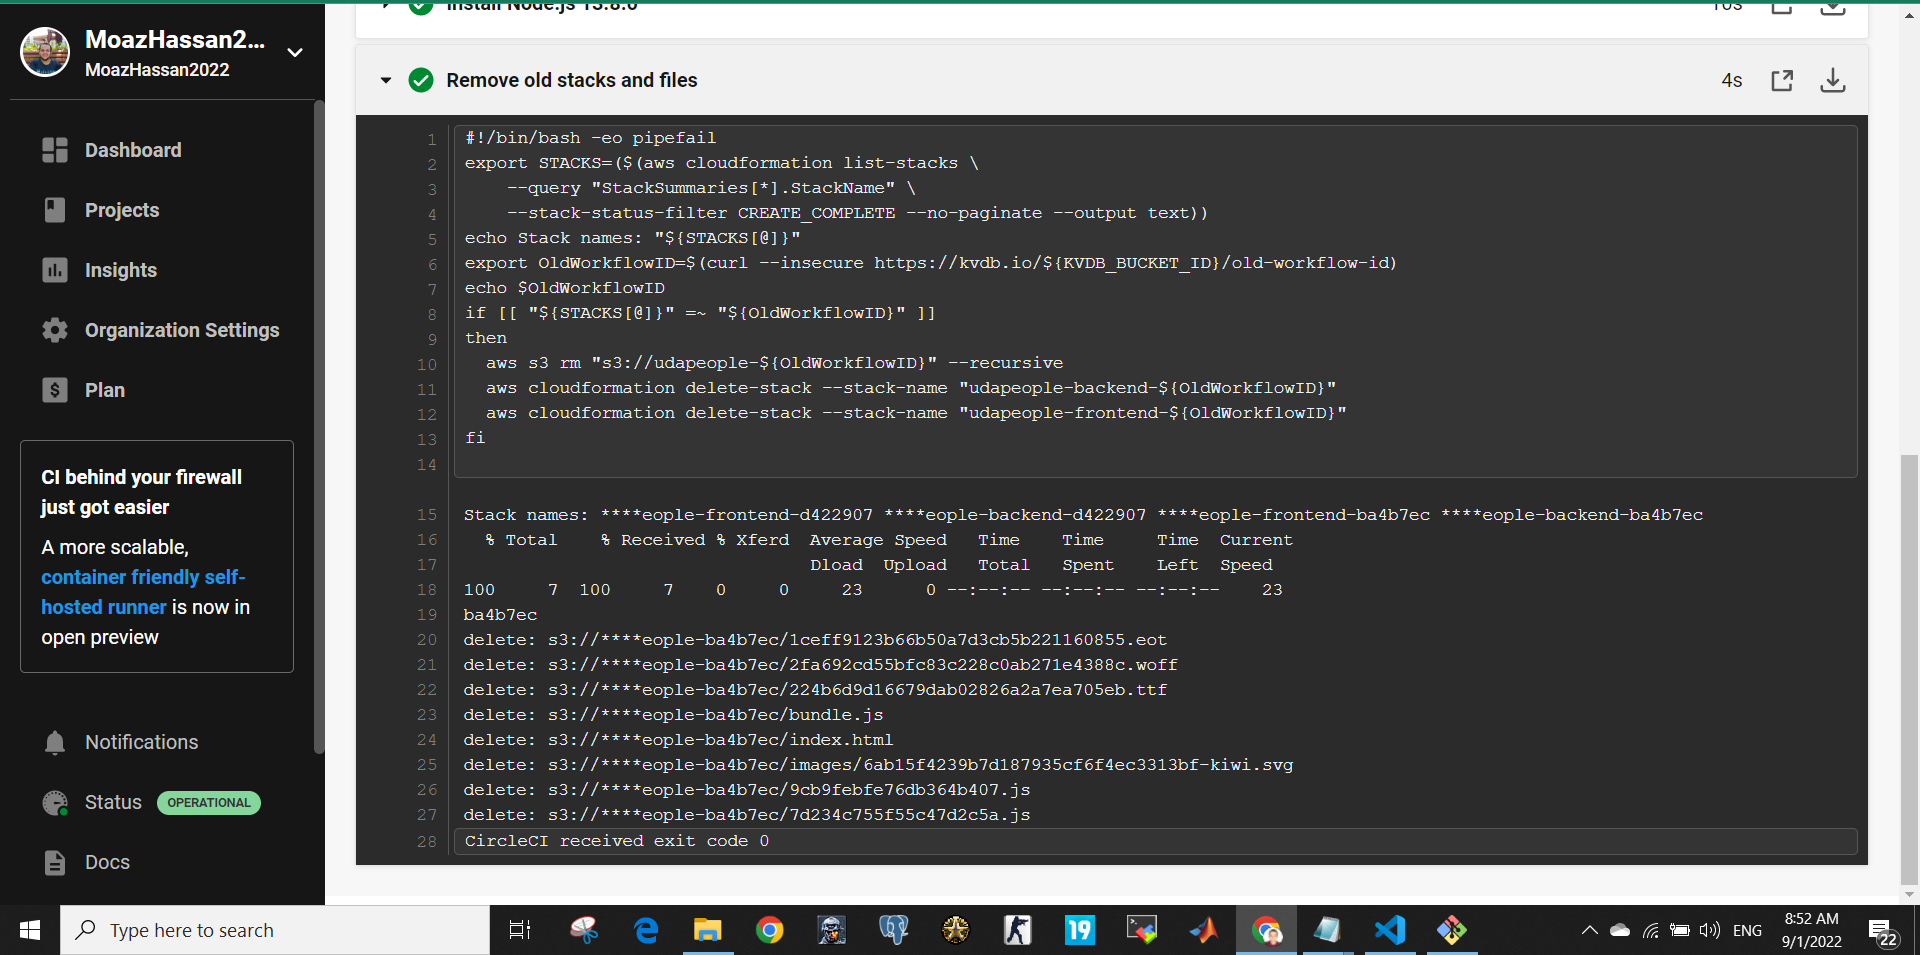 MoazHassan2...
MoazHassan2022
Dashboard
Projects
Insights
Organization Settings
Plan
CI behind your firewall
just got easier
A more scalable,
container friendly self-
hosted runner is now in
open preview
Notifications
Status OPERATIONAL
Docs
Install Node.js 13.8.0 10s
Remove old stacks and files 4s
1 #!/bin/bash -eo pipefail
2 export STACKS=($(aws cloudformation list-stacks \
3 --query "StackSummaries[*].StackName" \
4 --stack-status-filter CREATE_COMPLETE --no-paginate --output text))
5 echo Stack names: "${STACKS[@]}"
6 export OldWorkflowID=$(curl --insecure https://kvdb.io/${KVDB_BUCKET_ID}/old-workflow-id)
7 echo $OldWorkflowID
8 if [[ "${STACKS[@]}" =~ "${OldWorkflowID}" ]]
9 then
10 aws s3 rm "s3://udapeople-${OldWorkflowID}" --recursive
11 aws cloudformation delete-stack --stack-name "udapeople-backend-${OldWorkflowID}"
12 aws cloudformation delete-stack --stack-name "udapeople-frontend-${OldWorkflowID}"
13 fi
14
15 Stack names: ****eople-frontend-d422907 ****eople-backend-d422907 ****eople-frontend-ba4b7ec ****eople-backend-ba4b7ec
16 % Total % Received % Xferd Average Speed Time Time Time Current
17 Dload Upload Total Spent Left Speed
18 100 7 100 7 0 0 23 0 --:--:-- --:--:-- --:--:-- 23
19 ba4b7ec
20 delete: s3://****eople-ba4b7ec/1ceff9123b66b50a7d3cb5b221160855.eot
21 delete: s3://****eople-ba4b7ec/2fa692cd55bfc83c228c0ab271e4388c.woff
22 delete: s3://****eople-ba4b7ec/224b6d9d16679dab02826a2a7ea705eb.ttf
23 delete: s3://****eople-ba4b7ec/bundle.js
24 delete: s3://****eople-ba4b7ec/index.html
25 delete: s3://****eople-ba4b7ec/images/6ab15f4239b7d187935cf6f4ec3313bf-kiwi.svg
26 delete: s3://****eople-ba4b7ec/9cb9febfe76db364b407.js
27 delete: s3://****eople-ba4b7ec/7d234c755f55c47d2c5a.js
28 CircleCI received exit code 0
Type here to search
19
ENG
8:52 AM
9/1/2022
22